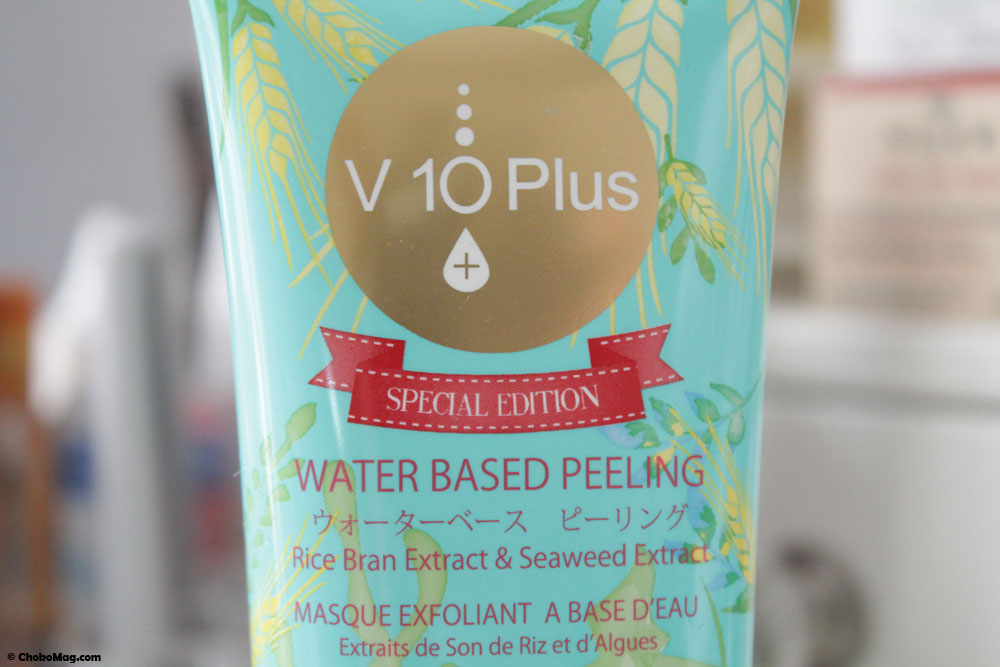 V 10 Plus
SPECIAL EDITION
WATER BASED PEELING
ウォーターベース ピーリング
Rice Bran Extract & Seaweed Extract
MASQUE EXFOLIANT A BASE D'EAU
Extraits de Son de Riz et d'Algues
© ChoboMag.com